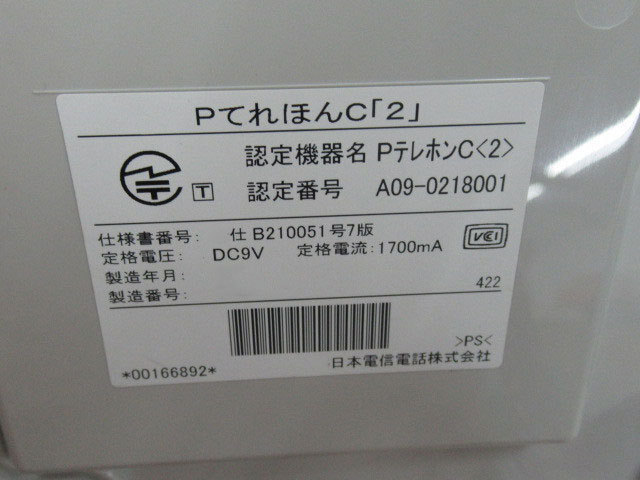 PてれほんC「2」
認定機器名 PテレホンC<2>
T 認定番号 A09-0218001
仕様書番号: 仕 B210051号7版
定格電圧: DC9V 定格電流:1700mA
VCI
製造年月:
製造番号:
422
>PS<
*00166892*
日本電信電話株式会社